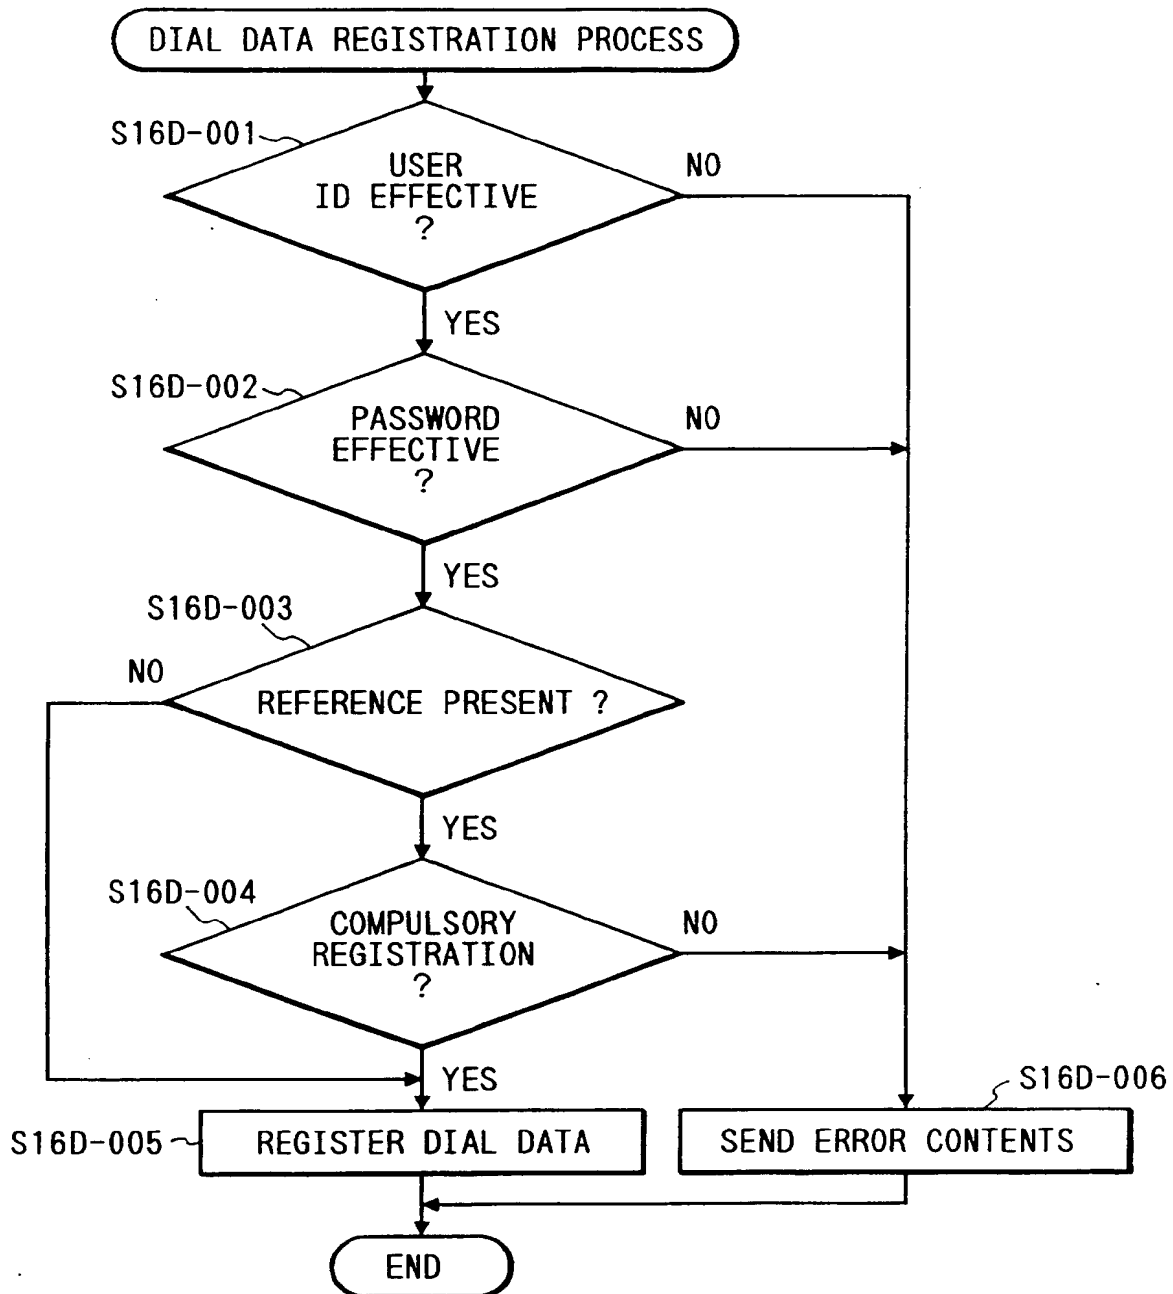 DIAL DATA REGISTRATION PROCESS
S16D-001
USER
ID EFFECTIVE
?
NO
YES
S16D-002
PASSWORD
EFFECTIVE
?
NO
YES
S16D-003
NO
REFERENCE PRESENT ?
YES
S16D-004
COMPULSORY
REGISTRATION
?
NO
YES
S16D-006
S16D-005
REGISTER DIAL DATA
SEND ERROR CONTENTS
END